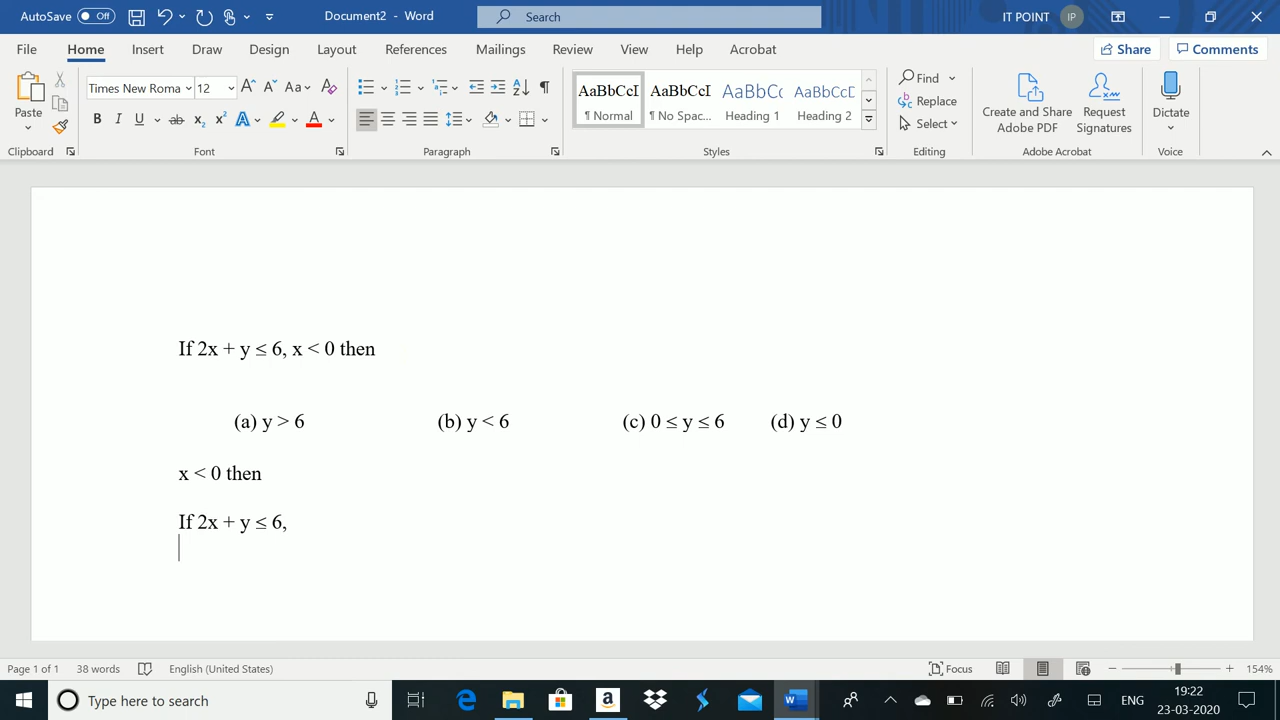 AutoSave Off Document2 - Word Search IT POINT IP
File Home Insert Draw Design Layout References Mailings Review View Help Acrobat Share Comments
Paste Times New Roma 12 Aa AaBbCcI AaBbCcI AaBbCc AaBbCcD Find Replace Select Create and Share Adobe PDF Request Signatures Dictate
¶ Normal ¶ No Spac... Heading 1 Heading 2
Clipboard Font Paragraph Styles Editing Adobe Acrobat Voice
If 2x + y ≤ 6, x < 0 then
(a) y > 6 (b) y < 6 (c) 0 ≤ y ≤ 6 (d) y ≤ 0
x < 0 then
If 2x + y ≤ 6,
Page 1 of 1 38 words English (United States) Focus 154%
Type here to search ENG 19:22
23-03-2020